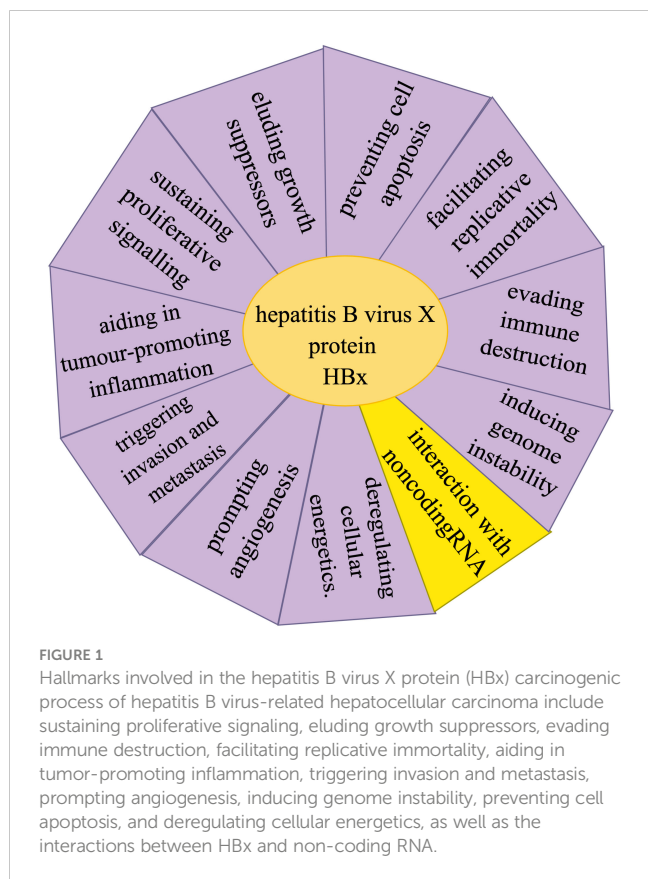 eluding growth
suppressors
preventing cell
apoptosis
facilitating
replicative
immortality
evading
immune
destruction
inducing
genome
instability
interaction with
noncodingRNA
deregulating
cellular
energetics.
prompting
angiogenesis
triggering
invasion and
metastasis
aiding in
tumour-promoting
inflammation
sustaining
proliferative
signalling
hepatitis B virus X
protein
HBx
FIGURE 1
Hallmarks involved in the hepatitis B virus X protein (HBx) carcinogenic
process of hepatitis B virus-related hepatocellular carcinoma include
sustaining proliferative signaling, eluding growth suppressors, evading
immune destruction, facilitating replicative immortality, aiding in
tumor-promoting inflammation, triggering invasion and metastasis,
prompting angiogenesis, inducing genome instability, preventing cell
apoptosis, and deregulating cellular energetics, as well as the
interactions between HBx and non-coding RNA.